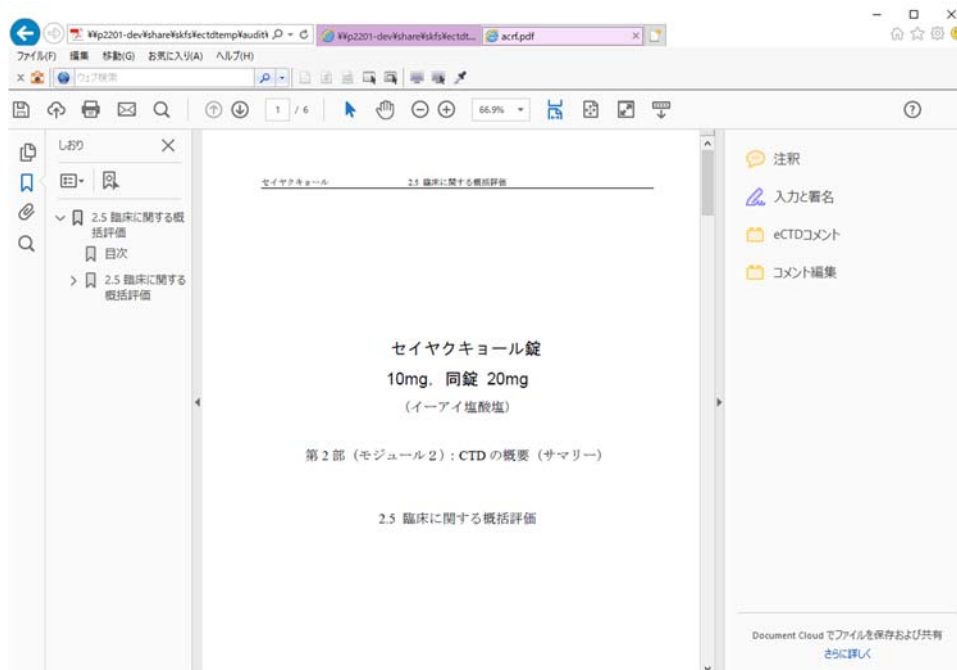 ¥¥p2201-dev¥share¥skfs¥ectdtemp¥audit¥
¥¥p2201-dev¥share¥skfs¥ectdt...
acrf.pdf
ファイル(F) 編集 移動(G) お気に入り(A) ヘルプ(H)
ウェブ検索
1 / 6
66.9%
しおり
2.5 臨床に関する概
括評価
目次
2.5 臨床に関する
概括評価
セイヤクキョール 2.5 臨床に関する概括評価
セイヤクキョール錠
10mg, 同錠 20mg
(イーアイ塩酸塩)
第2部(モジュール2): CTD の概要(サマリー)
2.5 臨床に関する概括評価
注釈
入力と署名
eCTDコメント
コメント編集
Document Cloud でファイルを保存および共有
さらに詳しく